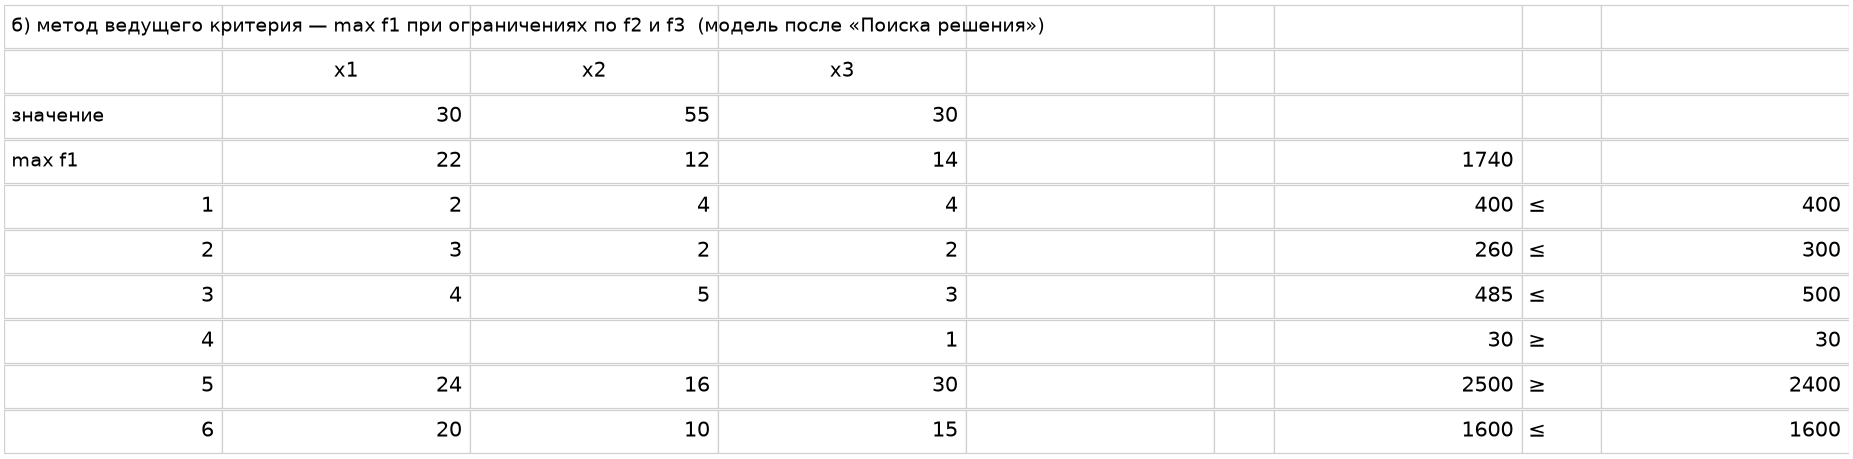 б) метод ведущего критерия — max f1 при ограничениях по f2 и f3 (модель после «Поиска решения»)
x1 x2 x3
значение 30 55 30
max f1 22 12 14 1740
1 2 4 4 400 ≤ 400
2 3 2 2 260 ≤ 300
3 4 5 3 485 ≤ 500
4 1 30 ≥ 30
5 24 16 30 2500 ≥ 2400
6 20 10 15 1600 ≤ 1600